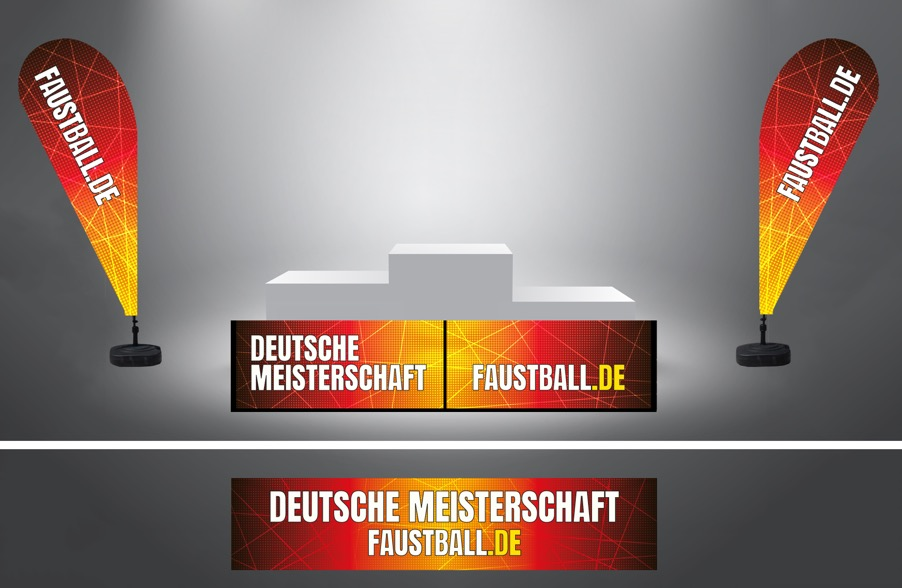 FAUSTBALL.DE
FAUSTBALL.DE
DEUTSCHE
MEISTERSCHAFT
FAUSTBALL.DE
DEUTSCHE MEISTERSCHAFT
FAUSTBALL.DE